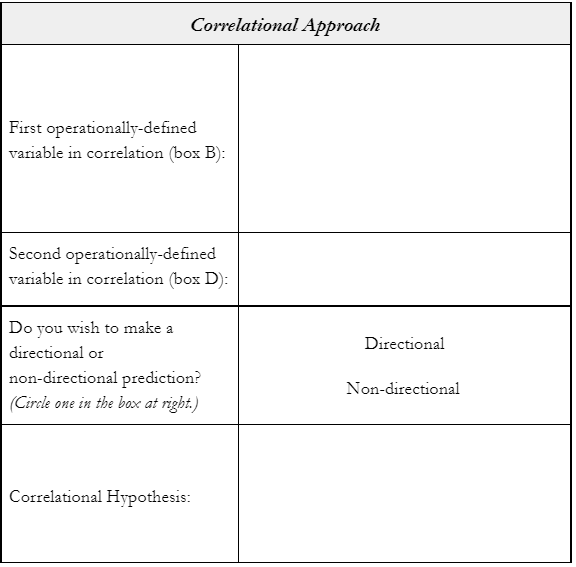 Correlational Approach
First operationally-defined
variable in correlation (box B):
Second operationally-defined
variable in correlation (box D):
Do you wish to make a
directional or
non-directional prediction?
(Circle one in the box at right.)
Directional
Non-directional
Correlational Hypothesis: